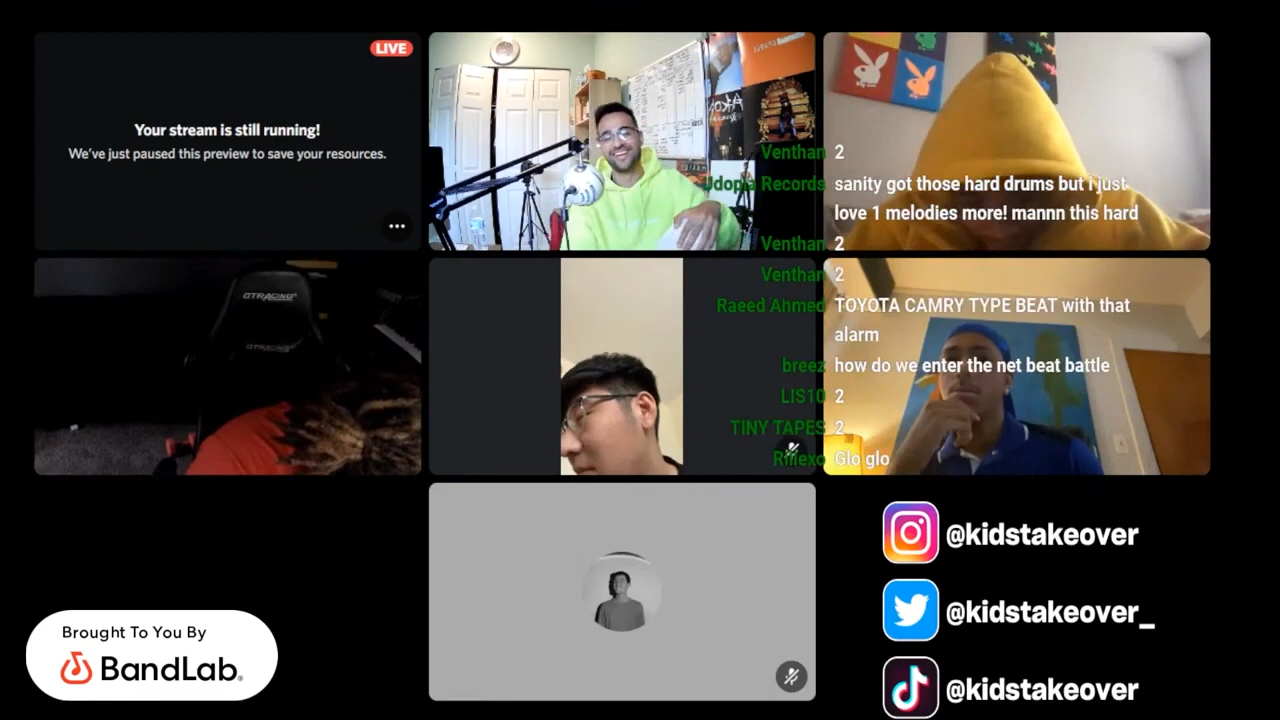 LIVE
Your stream is still running!
We've just paused this preview to save your resources.
Venthan 2
Udopia Records sanity got those hard drums but i just
love 1 melodies more! mannn this hard
Venthan 2
Venthan 2
Raeed Ahmed TOYOTA CAMRY TYPE BEAT with that
alarm
breez how do we enter the net beat battle
LIS10 2
TINY TAPES 2
Glo glo
GTRACING
GTRACING
@kidstakeover
@kidstakeover_
@kidstakeover
Brought To You By
BandLab®